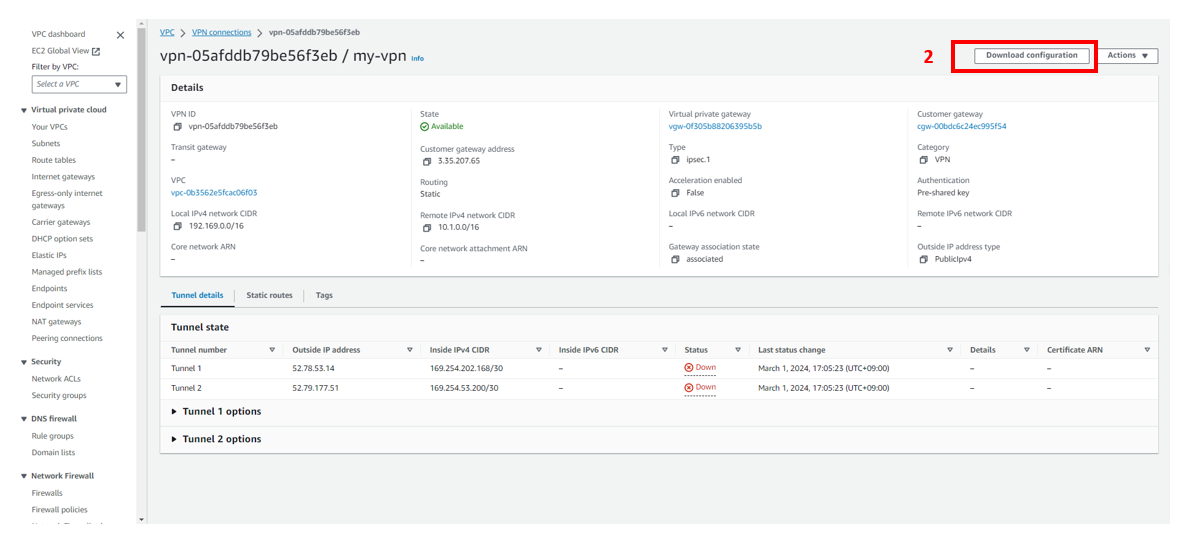 VPC dashboard
EC2 Global View
Filter by VPC:
Select a VPC
Virtual private cloud
Your VPCs
Subnets
Route tables
Internet gateways
Egress-only internet
gateways
Carrier gateways
DHCP option sets
Elastic IPs
Managed prefix lists
Endpoints
Endpoint services
NAT gateways
Peering connections
Security
Network ACLs
Security groups
DNS firewall
Rule groups
Domain lists
Network Firewall
Firewalls
Firewall policies
VPC > VPN connections > vpn-05afddb79be56f3eb
vpn-05afddb79be56f3eb / my-vpn Info
2
Download configuration
Actions
Details
VPN ID
vpn-05afddb79be56f3eb
Transit gateway
–
VPC
vpc-0b3562e5fcac06f03
Local IPv4 network CIDR
192.169.0.0/16
Core network ARN
–
State
Available
Customer gateway address
3.35.207.65
Routing
Static
Remote IPv4 network CIDR
10.1.0.0/16
Core network attachment ARN
–
Virtual private gateway
vgw-0f305b88206395b5b
Type
ipsec.1
Acceleration enabled
False
Local IPv6 network CIDR
–
Gateway association state
associated
Customer gateway
cgw-00bdc6c24ec995f54
Category
VPN
Authentication
Pre-shared key
Remote IPv6 network CIDR
–
Outside IP address type
PublicIpv4
Tunnel details Static routes Tags
Tunnel state
Tunnel number Outside IP address Inside IPv4 CIDR Inside IPv6 CIDR Status Last status change Details Certificate ARN
Tunnel 1 52.78.53.14 169.254.202.168/30 – Down March 1, 2024, 17:05:23 (UTC+09:00) – –
Tunnel 2 52.79.177.51 169.254.53.200/30 – Down March 1, 2024, 17:05:23 (UTC+09:00) – –
Tunnel 1 options
Tunnel 2 options